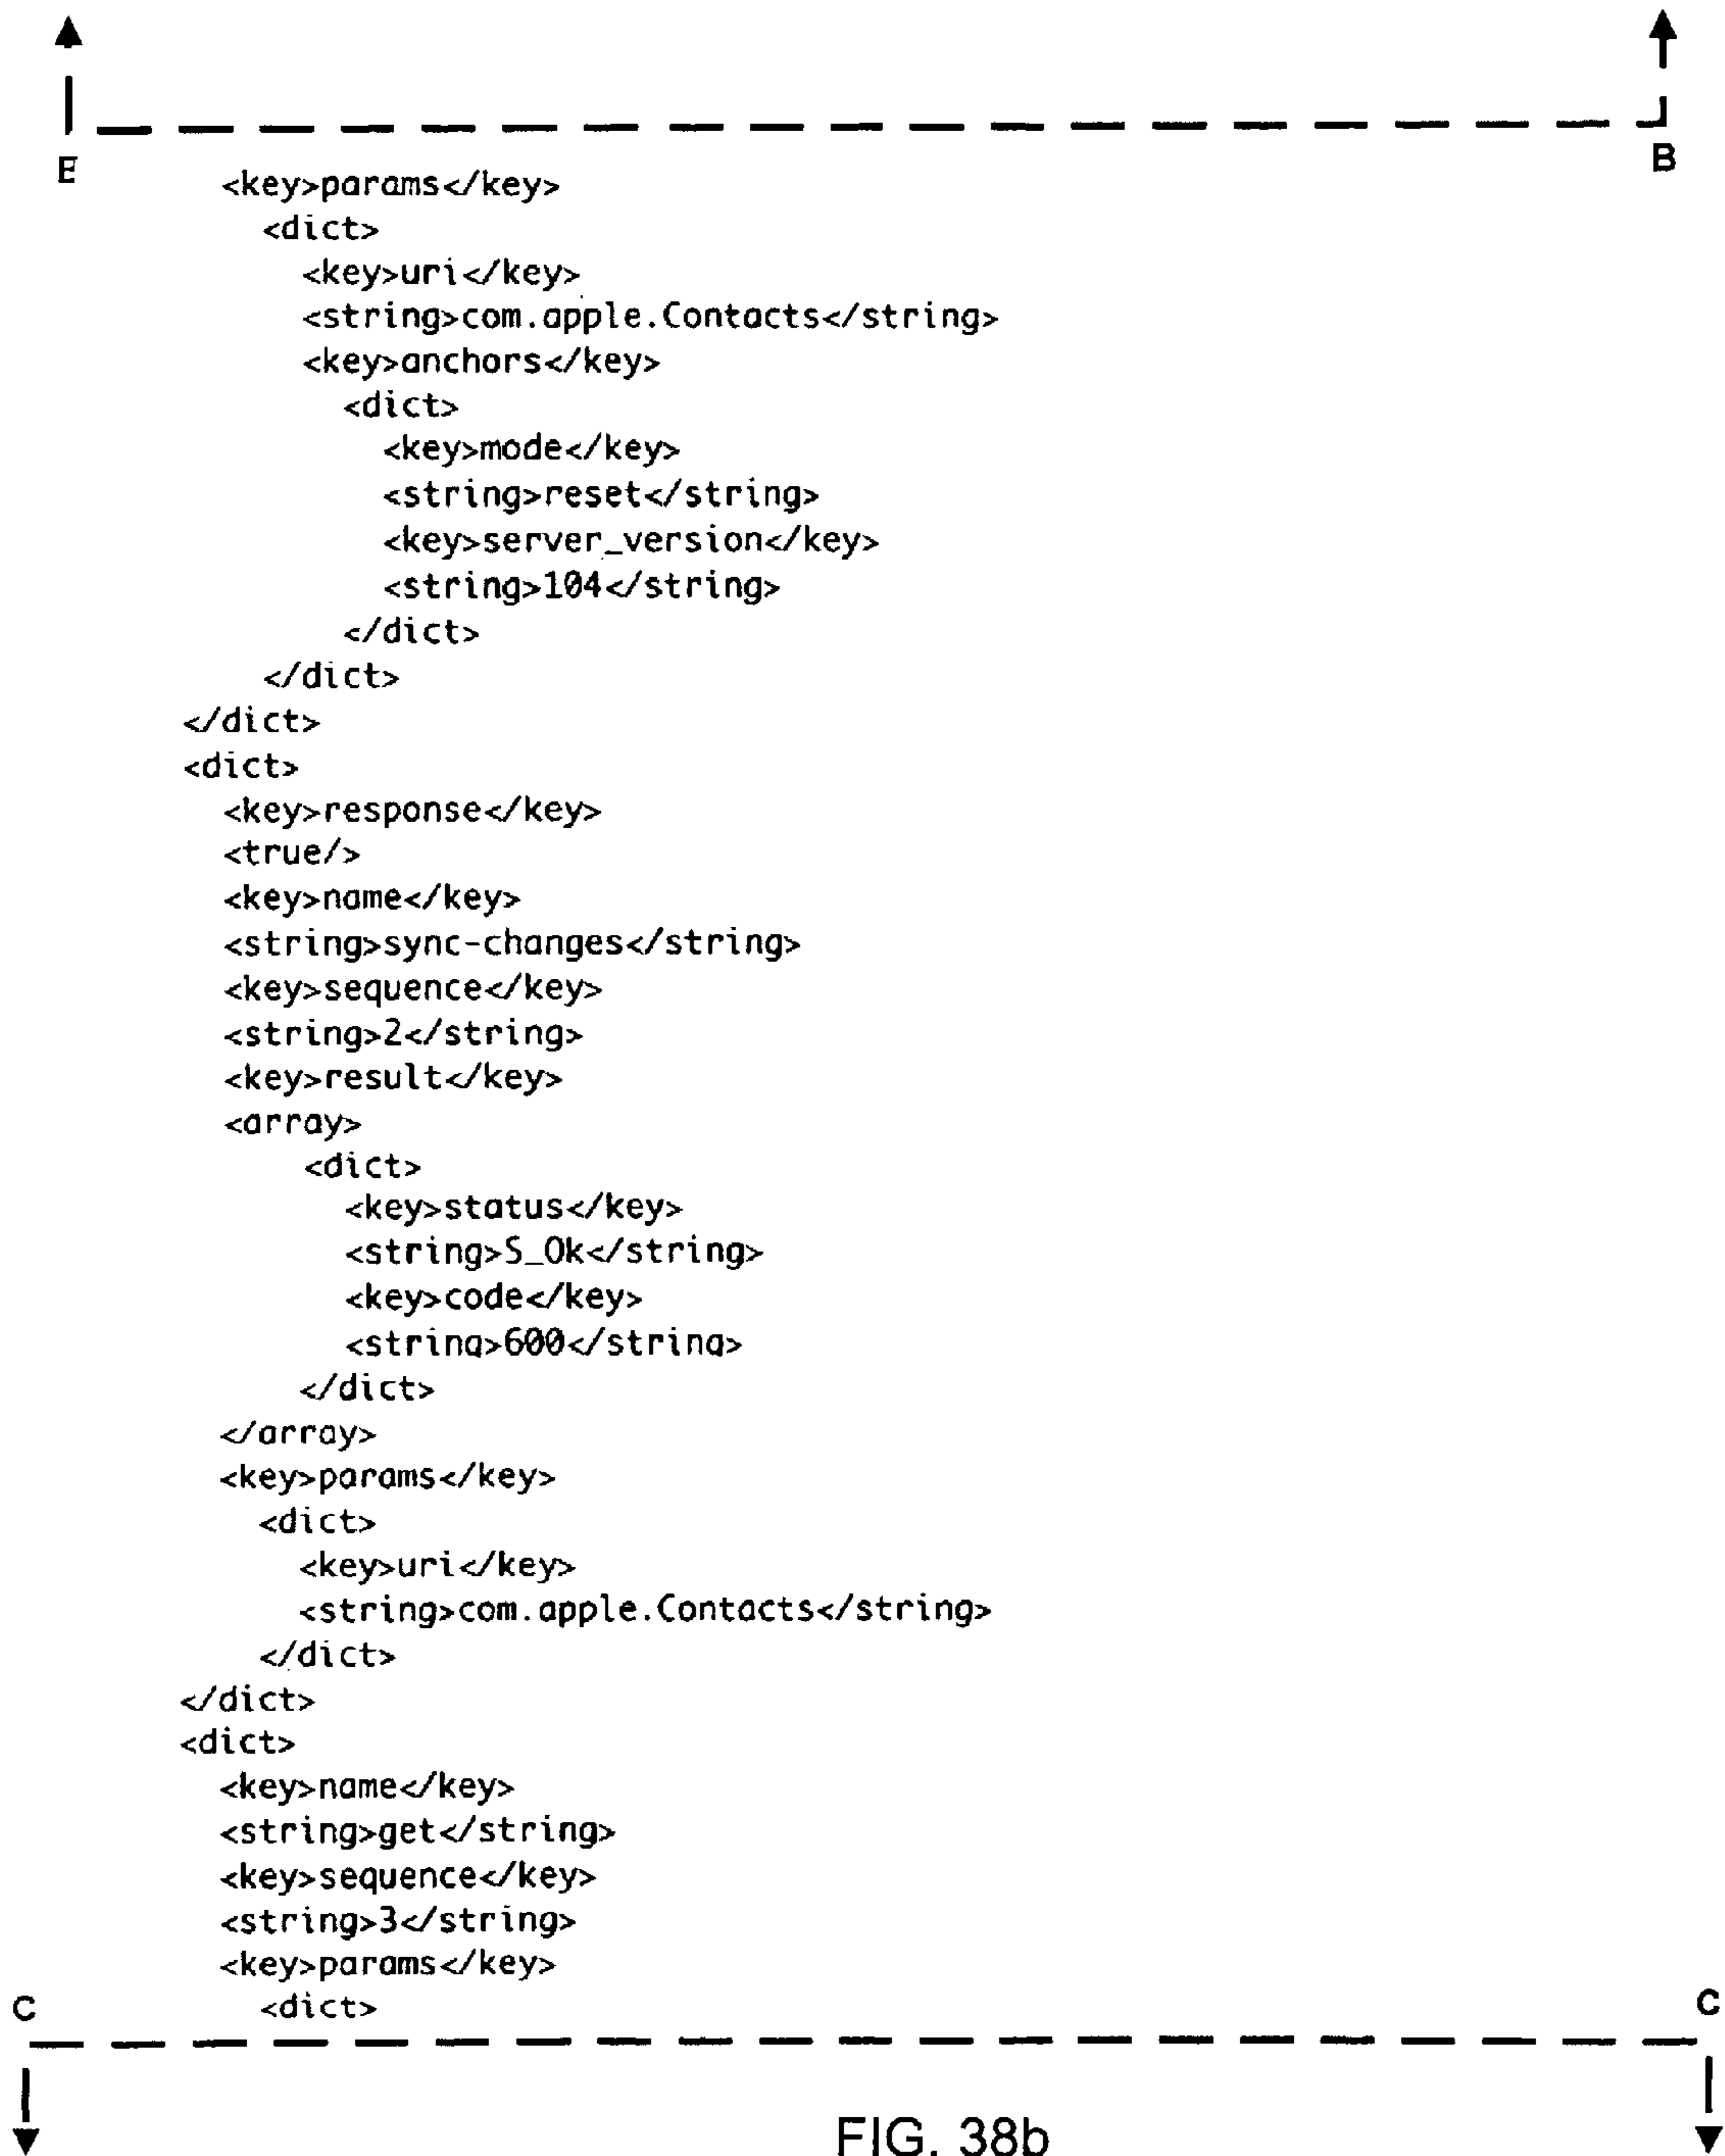 E B
<key>params</key>
<dict>
<key>uri</key>
<string>com.apple.Contacts</string>
<key>anchors</key>
<dict>
<key>mode</key>
<string>reset</string>
<key>server_version</key>
<string>104</string>
</dict>
</dict>
</dict>
<dict>
<key>response</key>
<true/>
<key>name</key>
<string>sync-changes</string>
<key>sequence</key>
<string>2</string>
<key>result</key>
<array>
<dict>
<key>status</key>
<string>S_Ok</string>
<key>code</key>
<string>600</string>
</dict>
</array>
<key>params</key>
<dict>
<key>uri</key>
<string>com.apple.Contacts</string>
</dict>
</dict>
<dict>
<key>name</key>
<string>get</string>
<key>sequence</key>
<string>3</string>
<key>params</key>
<dict>
C C
FIG. 38b